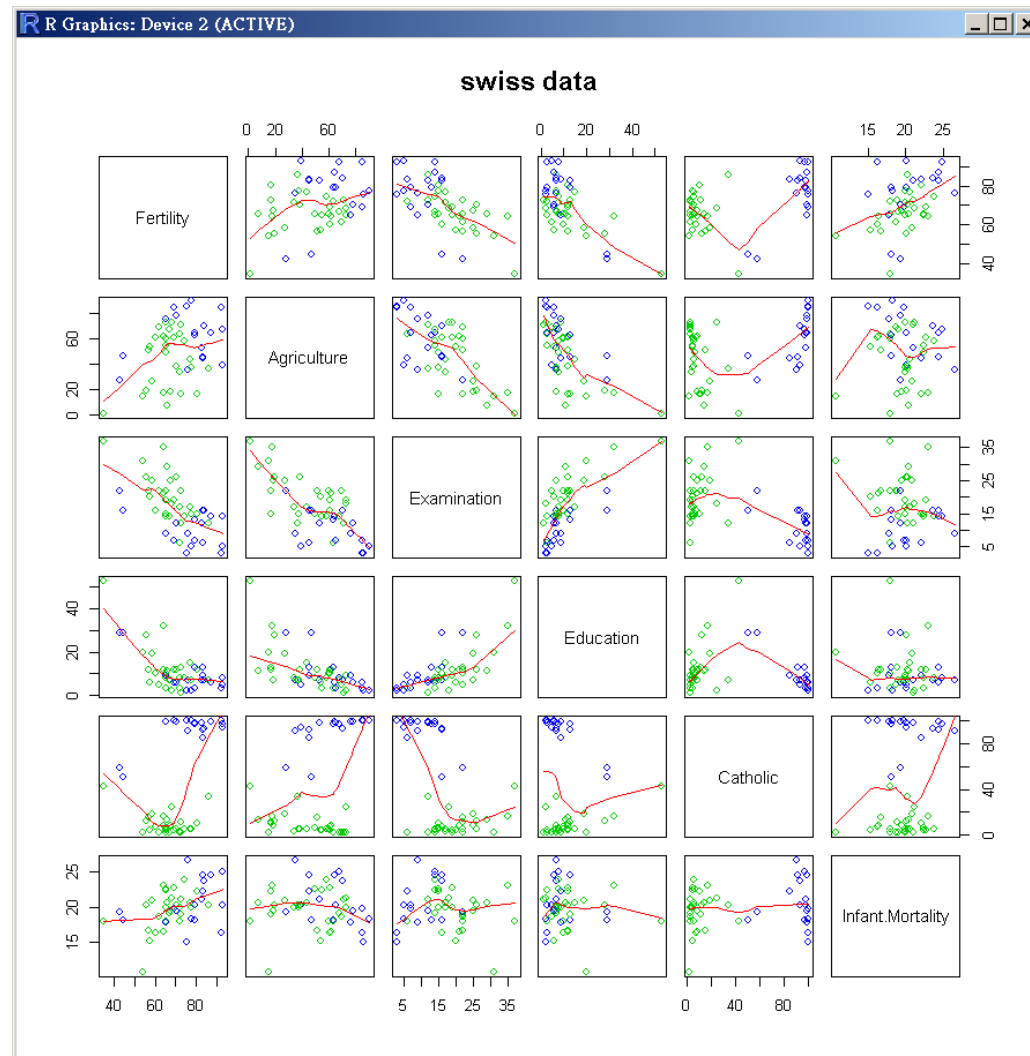 R Graphics: Device 2 (ACTIVE)
swiss data
0 20 60
0 20 40
15 20 25
Fertility
40 60 80
Agriculture
0 20 60
Examination
5 15 25 35
Education
0 20 40
Catholic
0 40 80
Infant.Mortality
15 20 25
40 60 80
5 15 25 35
0 40 80